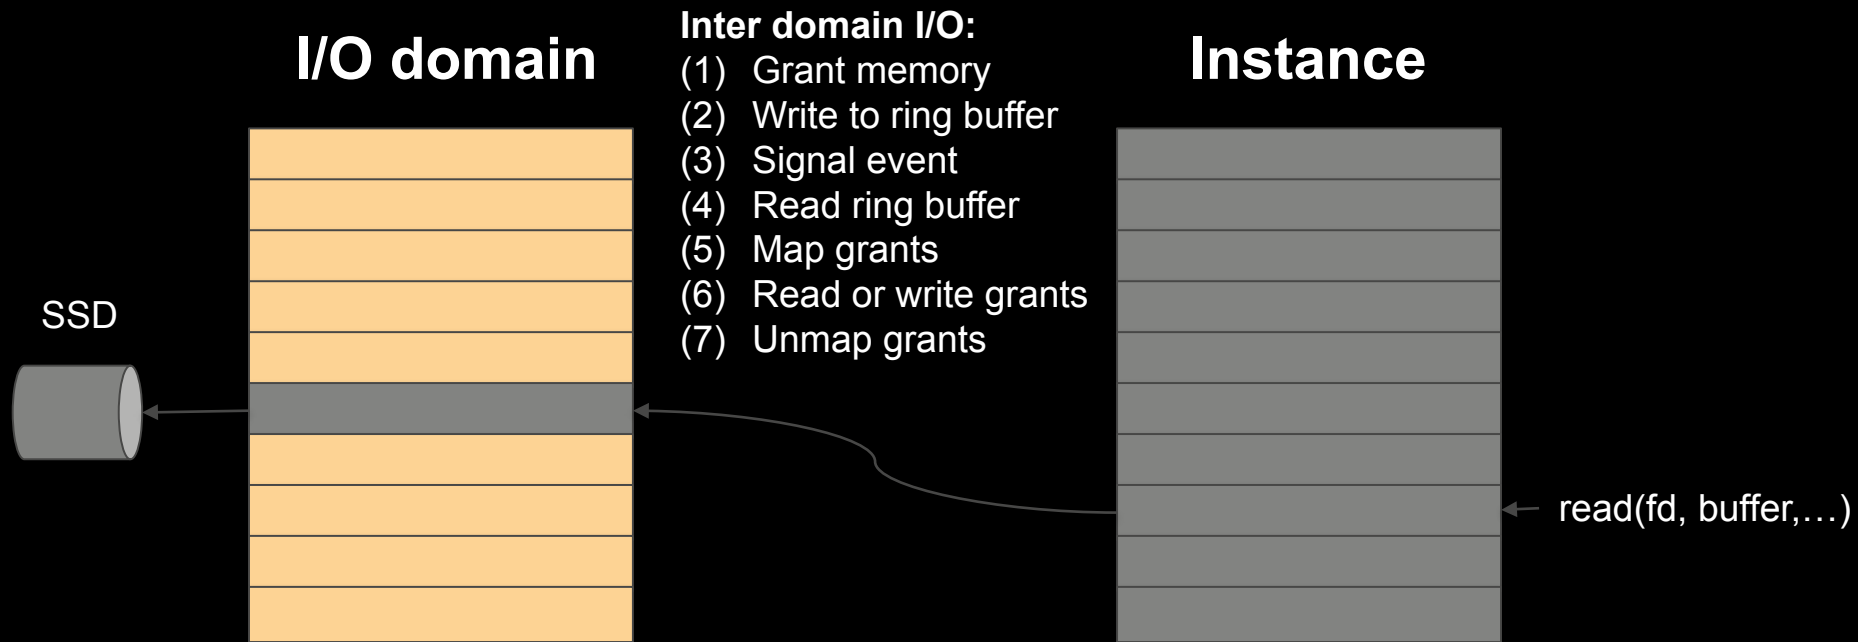 I/O domain
Inter domain I/O:
(1) Grant memory
(2) Write to ring buffer
(3) Signal event
(4) Read ring buffer
(5) Map grants
(6) Read or write grants
(7) Unmap grants
Instance
SSD
read(fd, buffer,…)